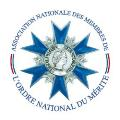 ASSOCIATION NATIONALE DES MEMBRES DE
L'ORDRE NATIONAL DU MÉRITE